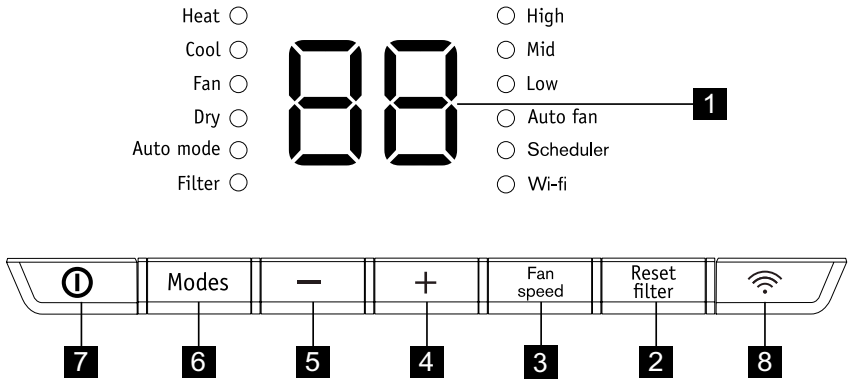 Heat
Cool
Fan
Dry
Auto mode
Filter
88
High
Mid
Low
Auto fan
Scheduler
Wi-fi
1
Modes
−
+
Fan
speed
Reset
filter
7
6
5
4
3
2
8